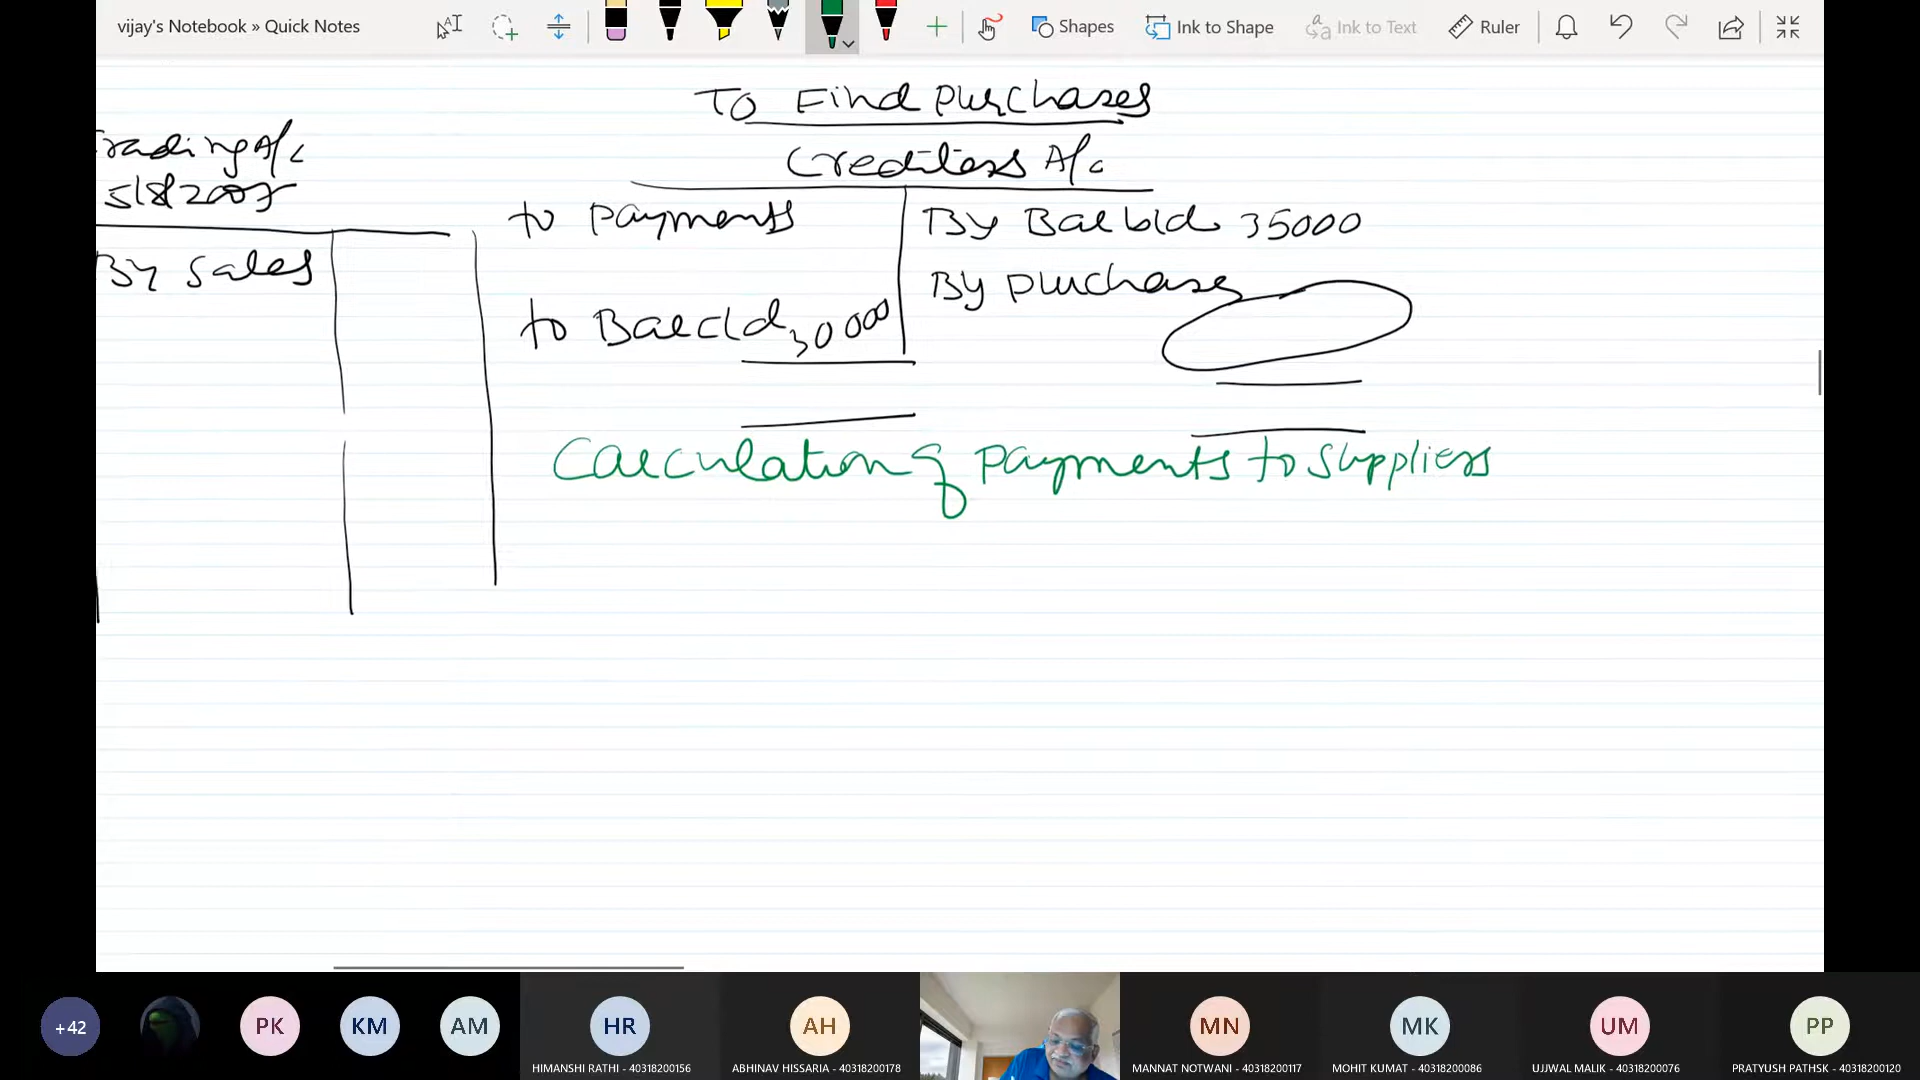 vijay's Notebook » Quick Notes
Shapes
Ink to Shape
Ink to Text
Ruler
To Find Purchases
Trading A/c
Creditors A/c
to Payments
By Bal b/d 35000
By Sales
By Purchases
to Bal c/d 30000
Calculation of Payments to Suppliers
+42
PK
KM
AM
HR
AH
MN
MK
UM
PP
HIMANSHI RATHI - 40318200156
ABHINAV HISSARIA - 40318200178
MANNAT NOTWANI - 40318200117
MOHIT KUMAT - 40318200086
UJJWAL MALIK - 40318200076
PRATYUSH PATHSK - 40318200120